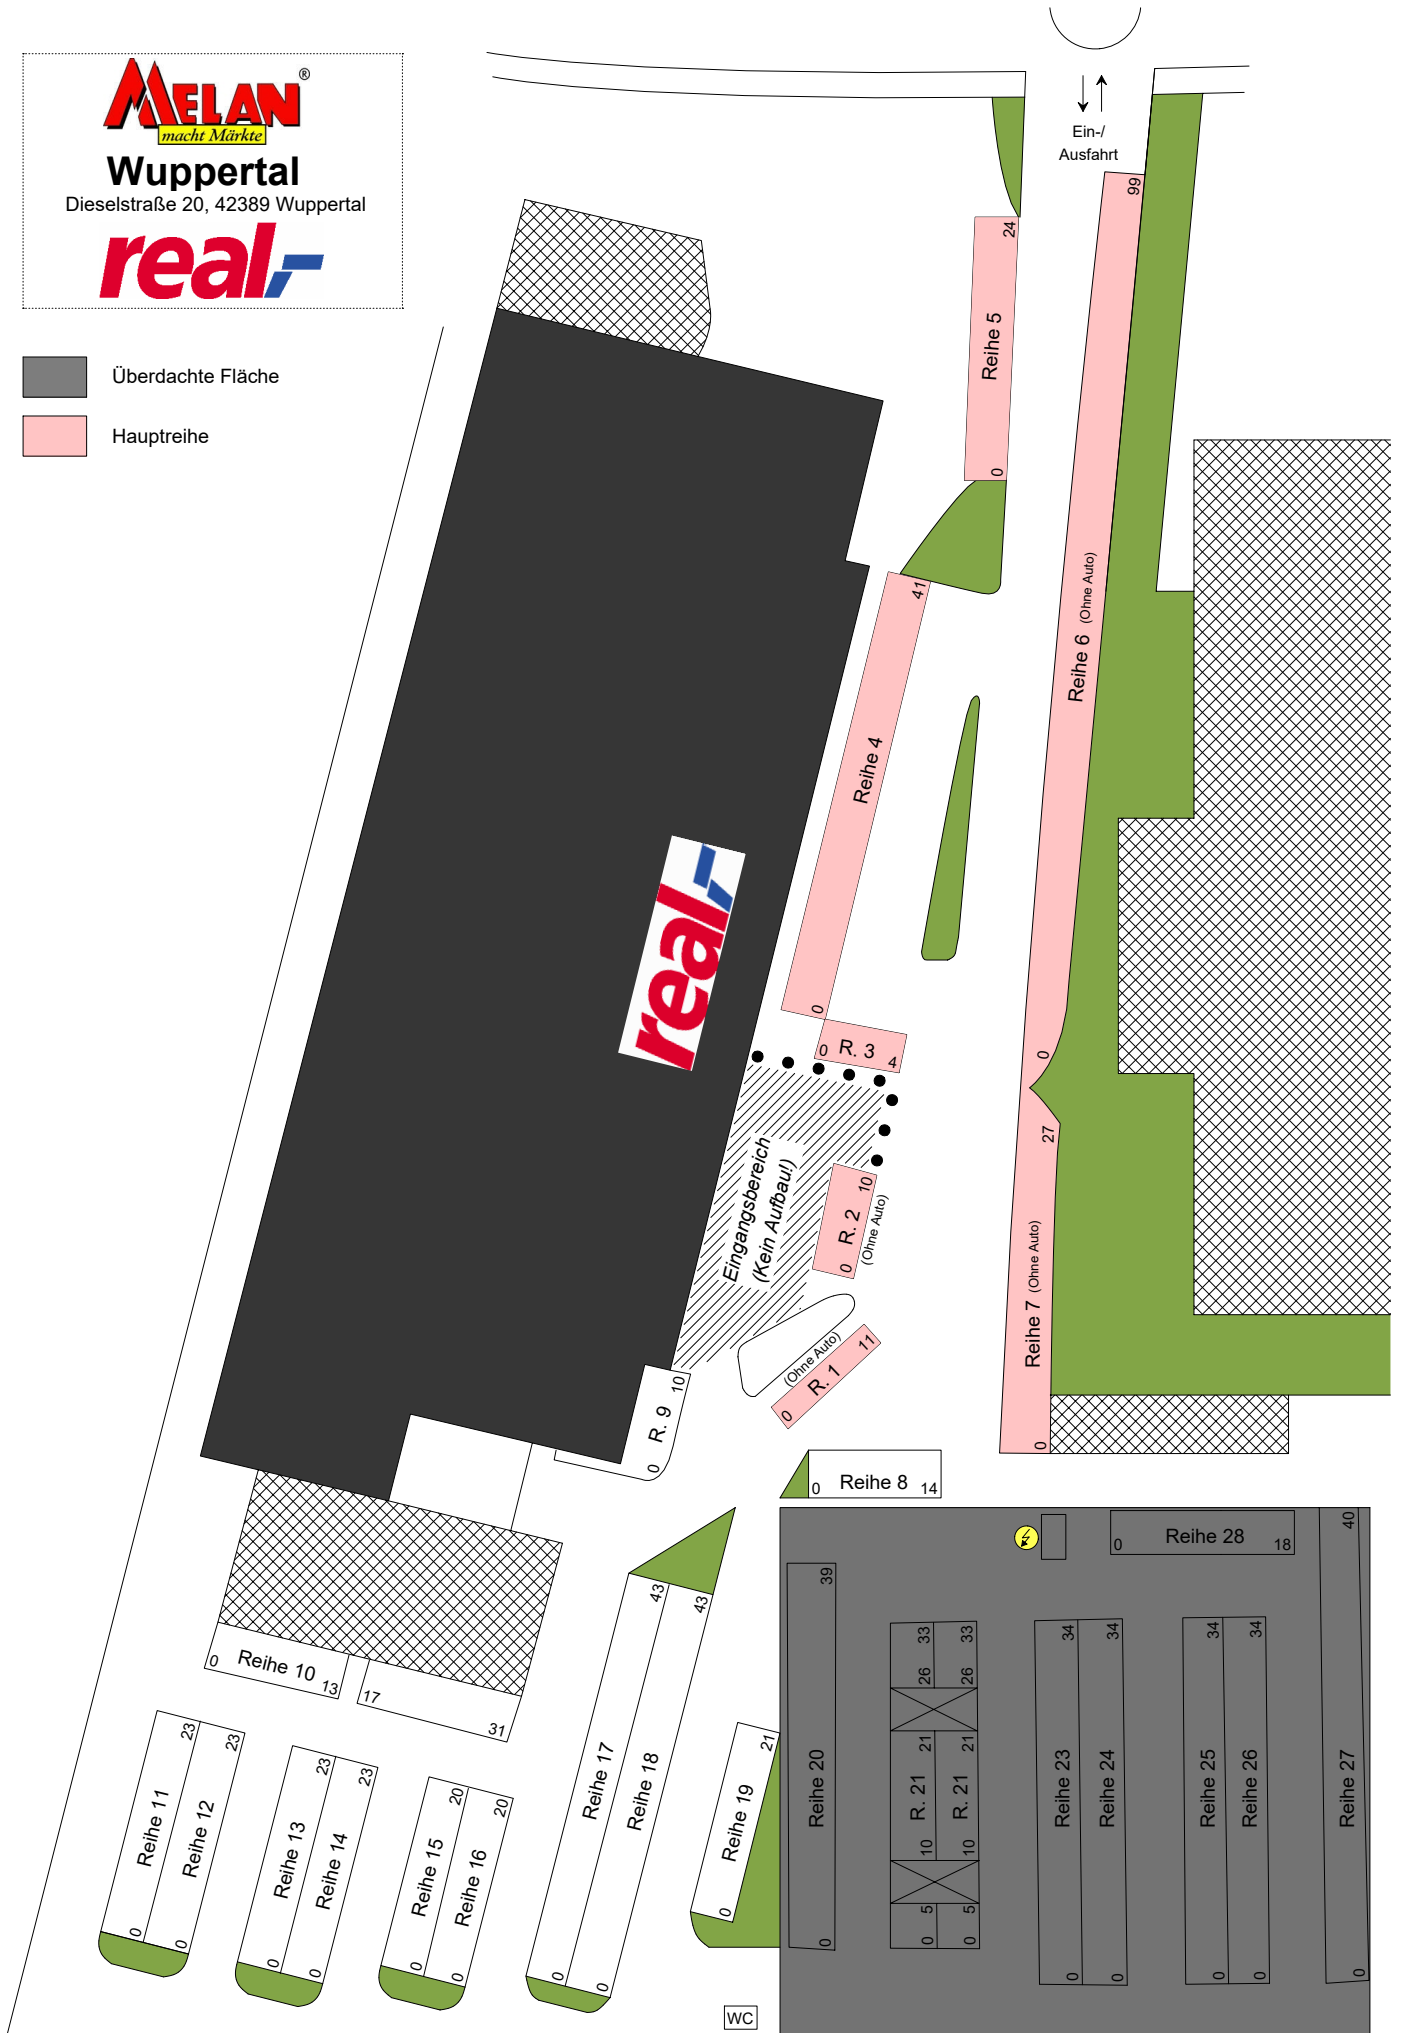 MELAN®
macht Märkte
Wuppertal
Dieselstraße 20, 42389 Wuppertal
real,-
Überdachte Fläche
Hauptreihe
Ein-/
Ausfahrt
99
24
Reihe 5
0
Reihe 6 (Ohne Auto)
0
41
Reihe 4
0
real,-
0 R. 3 4
Eingangsbereich
(Kein Aufbau!)
10
R. 2
0
(Ohne Auto)
27
Reihe 7 (Ohne Auto)
0
(Ohne Auto)
0 R. 1 11
10
R. 9
0
0 Reihe 8 14
0 Reihe 28 18
40
Reihe 27
0
39
Reihe 20
0
33 33
26 26
21 21
R. 21 R. 21
10 10
5 5
0 0
34 34
Reihe 23 Reihe 24
0 0
34 34
Reihe 25 Reihe 26
0 0
0 Reihe 10 13
17 31
43 43
Reihe 17 Reihe 18
0 0
23 23
Reihe 11 Reihe 12
0 0
23 23
Reihe 13 Reihe 14
0 0
20 20
Reihe 15 Reihe 16
0 0
21
Reihe 19
0
WC